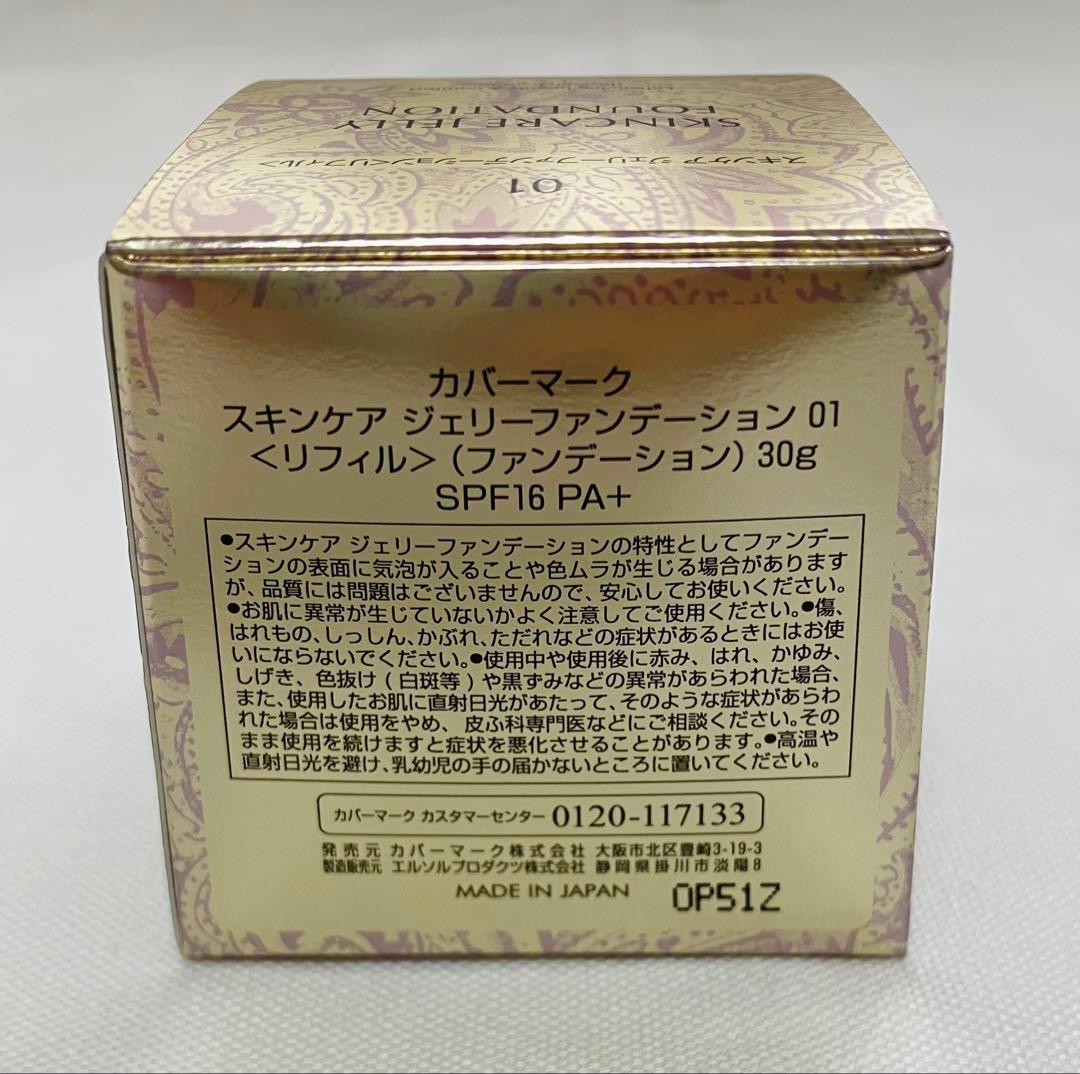 SKINCARE JELLY
FOUNDATION
スキンケア ジェリーファンデーション<リフィル>
01
カバーマーク
スキンケア ジェリーファンデーション 01
<リフィル>(ファンデーション) 30g
SPF16 PA+
●スキンケア ジェリーファンデーションの特性としてファンデー
ションの表面に気泡が入ることや色ムラが生じる場合があります
が、品質には問題はございませんので、安心してお使いください。
●お肌に異常が生じていないかよく注意してご使用ください。●傷、
はれもの、しっしん、かぶれ、ただれなどの症状があるときにはお使
いにならないでください。●使用中や使用後に赤み、はれ、かゆみ、
しげき、色抜け(白斑等)や黒ずみなどの異常があらわれた場合、
また、使用したお肌に直射日光があたって、そのような症状があらわ
れた場合は使用をやめ、皮ふ科専門医などにご相談ください。その
まま使用を続けますと症状を悪化させることがあります。●高温や
直射日光を避け、乳幼児の手の届かないところに置いてください。
カバーマーク カスタマーセンター 0120-117133
発売元 カバーマーク株式会社 大阪市北区豊崎3-19-3
製造販売元 エルソルプロダクツ株式会社 静岡県掛川市淡陽8
MADE IN JAPAN OP51Z